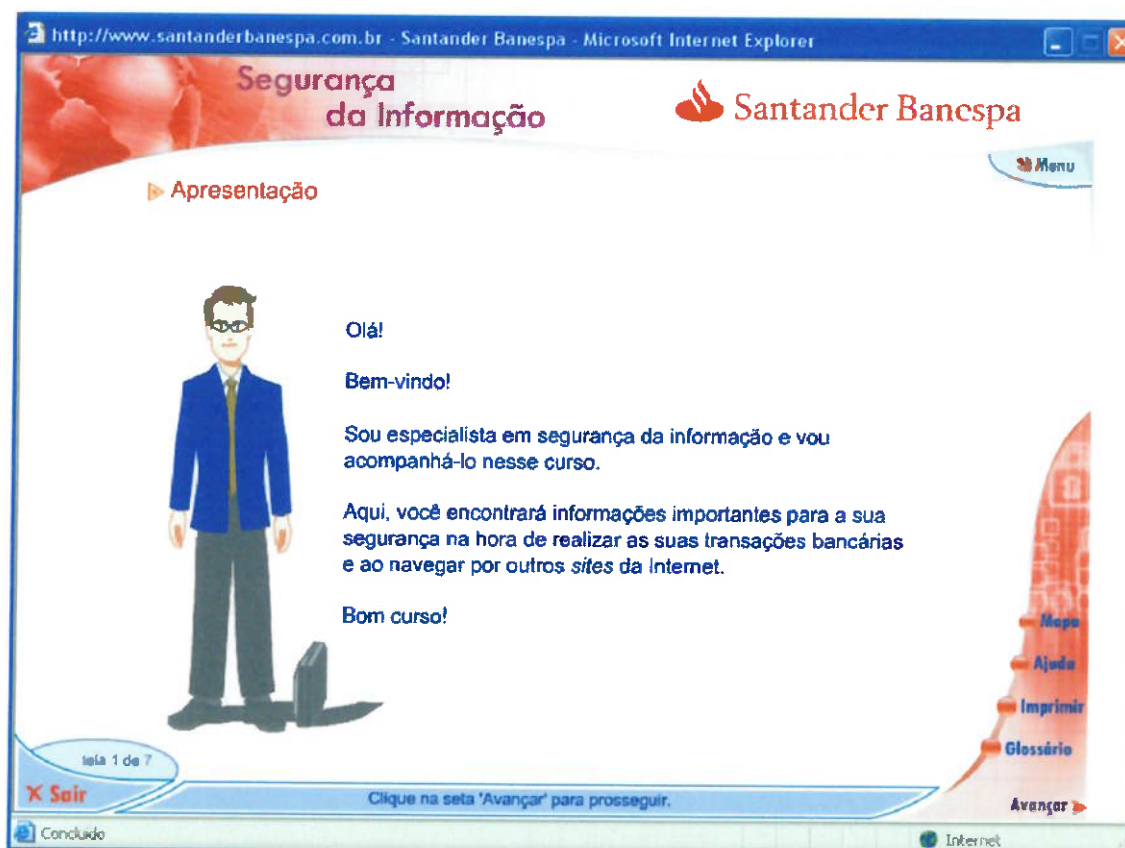 http://www.santanderbanespa.com.br - Santander Banespa - Microsoft Internet Explorer
Segurança
da Informação
Santander Banespa
Menu
Apresentação
Olá!
Bem-vindo!
Sou especialista em segurança da informação e vou
acompanhá-lo nesse curso.
Aqui, você encontrará informações importantes para a sua
segurança na hora de realizar as suas transações bancárias
e ao navegar por outros sites da Internet.
Bom curso!
Mapa
Ajuda
Imprimir
Glossário
tela 1 de 7
X Sair
Clique na seta 'Avançar' para prosseguir.
Avançar
Concluído
Internet